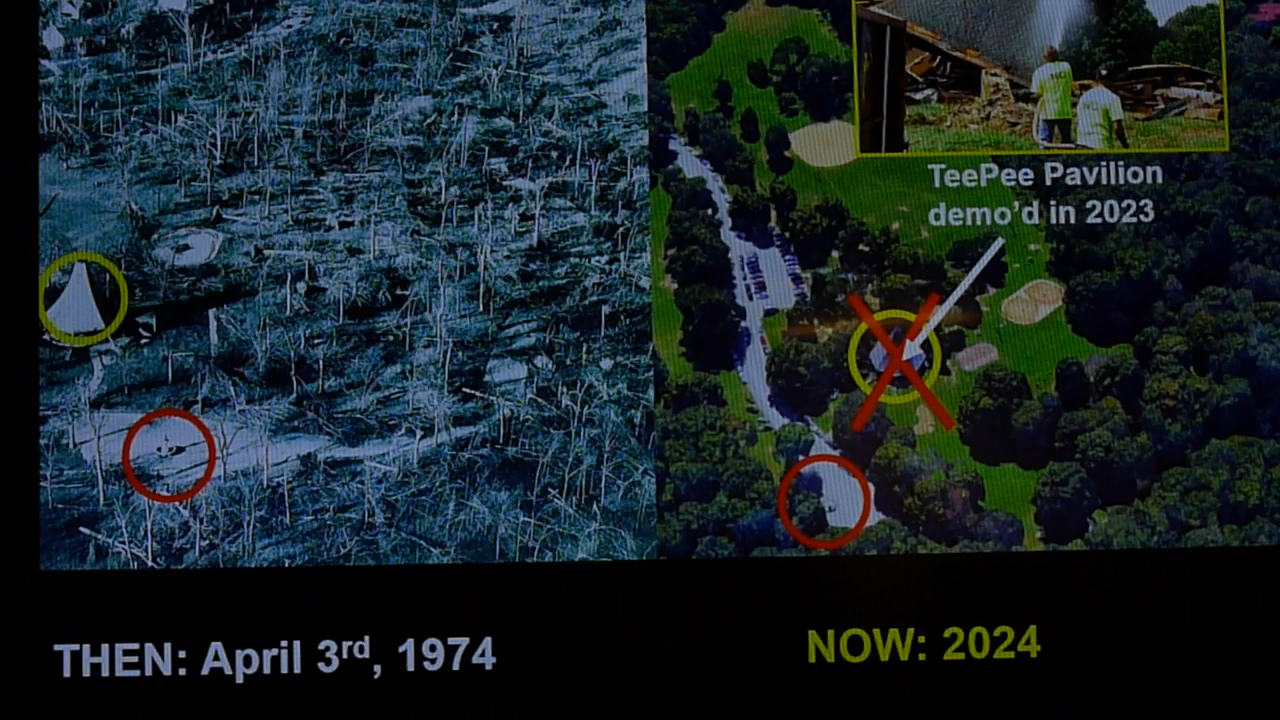 TeePee Pavilion
demo'd in 2023
THEN: April 3rd, 1974
NOW: 2024